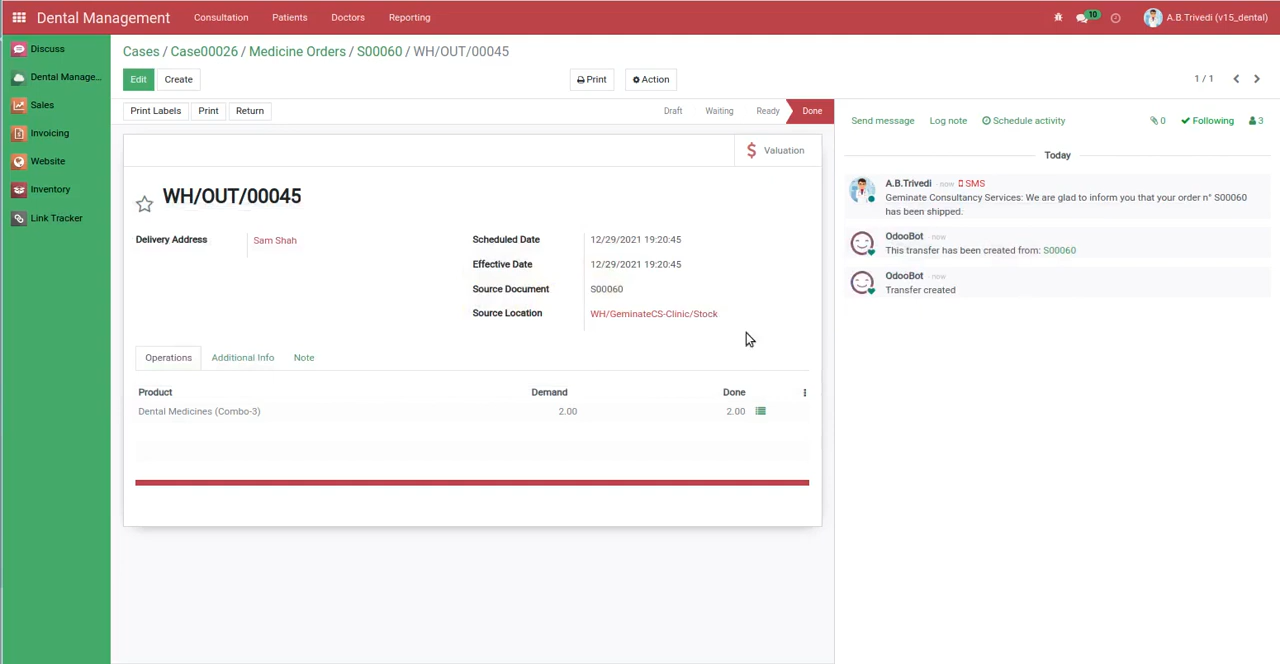 Dental Management Consultation Patients Doctors Reporting 10 A.B.Trivedi (v15_dental)
Discuss
Dental Manage...
Sales
Invoicing
Website
Inventory
Link Tracker
Cases / Case00026 / Medicine Orders / S00060 / WH/OUT/00045
Edit Create Print Action 1 / 1
Print Labels Print Return Draft Waiting Ready Done
$ Valuation
WH/OUT/00045
Delivery Address Sam Shah
Scheduled Date 12/29/2021 19:20:45
Effective Date 12/29/2021 19:20:45
Source Document S00060
Source Location WH/GeminateCS-Clinic/Stock
Operations Additional Info Note
Product Demand Done
Dental Medicines (Combo-3) 2.00 2.00
Send message Log note Schedule activity 0 Following 3
Today
A.B.Trivedi - now SMS
Geminate Consultancy Services: We are glad to inform you that your order n° S00060
has been shipped.
OdooBot - now
This transfer has been created from: S00060
OdooBot - now
Transfer created